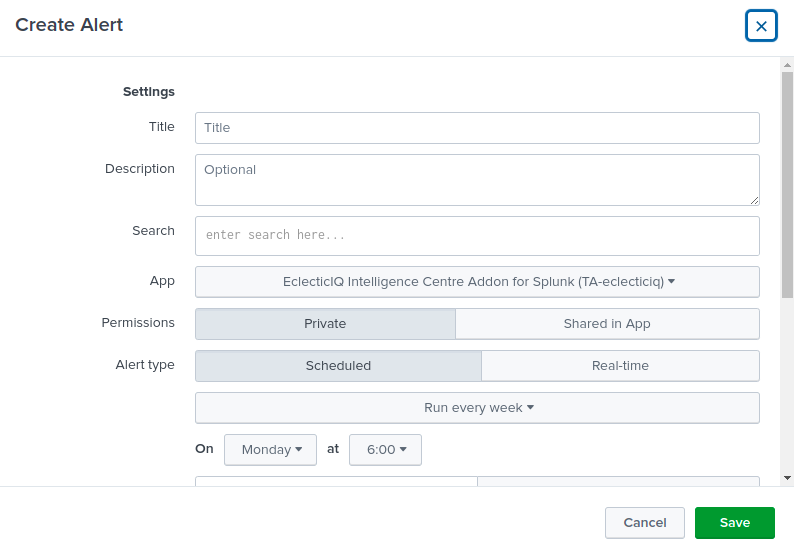 Create Alert
Settings
Title
Title
Description
Optional
Search
enter search here...
App
EclecticIQ Intelligence Centre Addon for Splunk (TA-eclecticiq)
Permissions
Private
Shared in App
Alert type
Scheduled
Real-time
Run every week
On Monday at 6:00
Cancel
Save